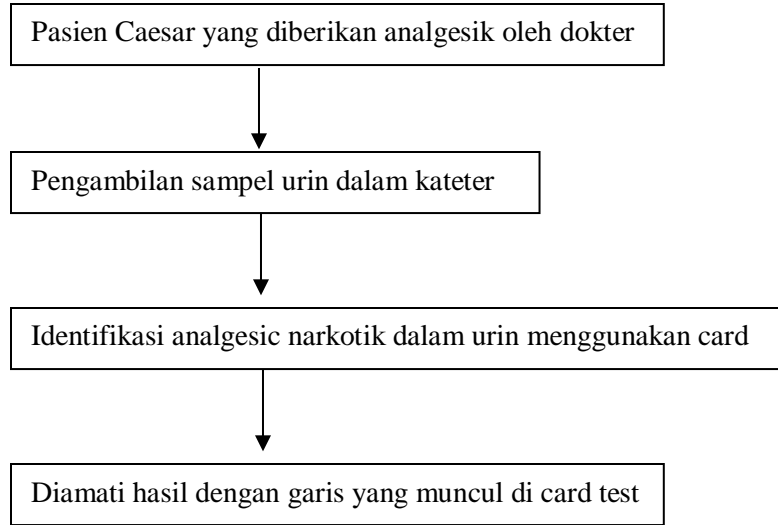 Pasien Caesar yang diberikan analgesik oleh dokter
Pengambilan sampel urin dalam kateter
Identifikasi analgesic narkotik dalam urin menggunakan card
Diamati hasil dengan garis yang muncul di card test